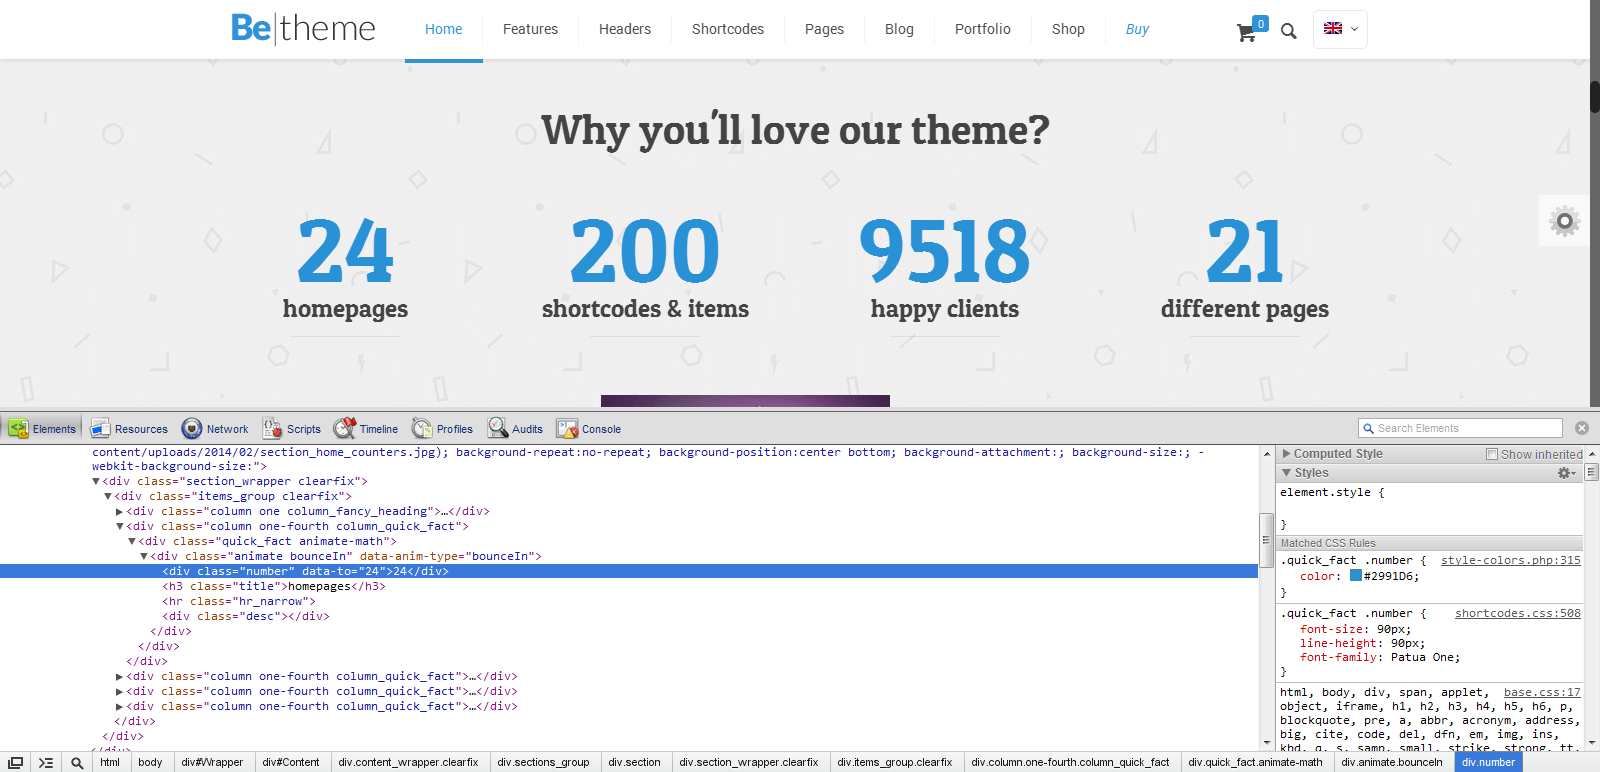 Be|theme
Home Features Headers Shortcodes Pages Blog Portfolio Shop Buy
0
Why you'll love our theme?
24 200 9518 21
homepages shortcodes & items happy clients different pages
Elements Resources Network Scripts Timeline Profiles Audits Console
Search Elements
content/uploads/2014/02/section_home_counters.jpg); background-repeat:no-repeat; background-position:center bottom; background-attachment:; background-size:; -
webkit-background-size:">
▼<div class="section_wrapper clearfix">
▼<div class="items_group clearfix">
▶<div class="column one column_fancy_heading">…</div>
▼<div class="column one-fourth column_quick_fact">
▼<div class="quick_fact animate-math">
▼<div class="animate bounceIn" data-anim-type="bounceIn">
<div class="number" data-to="24">24</div>
<h3 class="title">homepages</h3>
<hr class="hr_narrow">
<div class="desc"></div>
</div>
</div>
</div>
▶<div class="column one-fourth column_quick_fact">…</div>
▶<div class="column one-fourth column_quick_fact">…</div>
▶<div class="column one-fourth column_quick_fact">…</div>
</div>
</div>
</div>
▶ Computed Style Show inherited
▼ Styles
element.style {
}
Matched CSS Rules
.quick_fact .number { style-colors.php:315
color: #2991D6;
}
.quick_fact .number { shortcodes.css:508
font-size: 90px;
line-height: 90px;
font-family: Patua One;
}
html, body, div, span, applet, base.css:17
object, iframe, h1, h2, h3, h4, h5, h6, p,
blockquote, pre, a, abbr, acronym, address,
big, cite, code, del, dfn, em, img, ins,
kbd, q, s, samp, small, strike, strong, tt,
html body div#Wrapper div#Content div.content_wrapper.clearfix div.sections_group div.section div.section_wrapper.clearfix div.items_group.clearfix div.column.one-fourth.column_quick_fact div.quick_fact.animate-math div.animate.bounceIn div.number